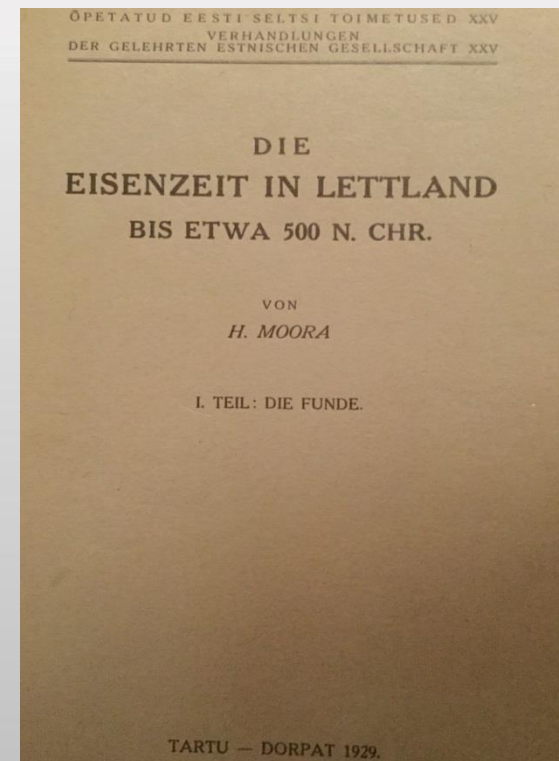 ÕPETATUD EESTI SELTSI TOIMETUSED XXV
VERHANDLUNGEN
DER GELEHRTEN ESTNISCHEN GESELLSCHAFT XXV
DIE
EISENZEIT IN LETTLAND
BIS ETWA 500 N. CHR.
VON
H. MOORA
I. TEIL: DIE FUNDE.
TARTU — DORPAT 1929.